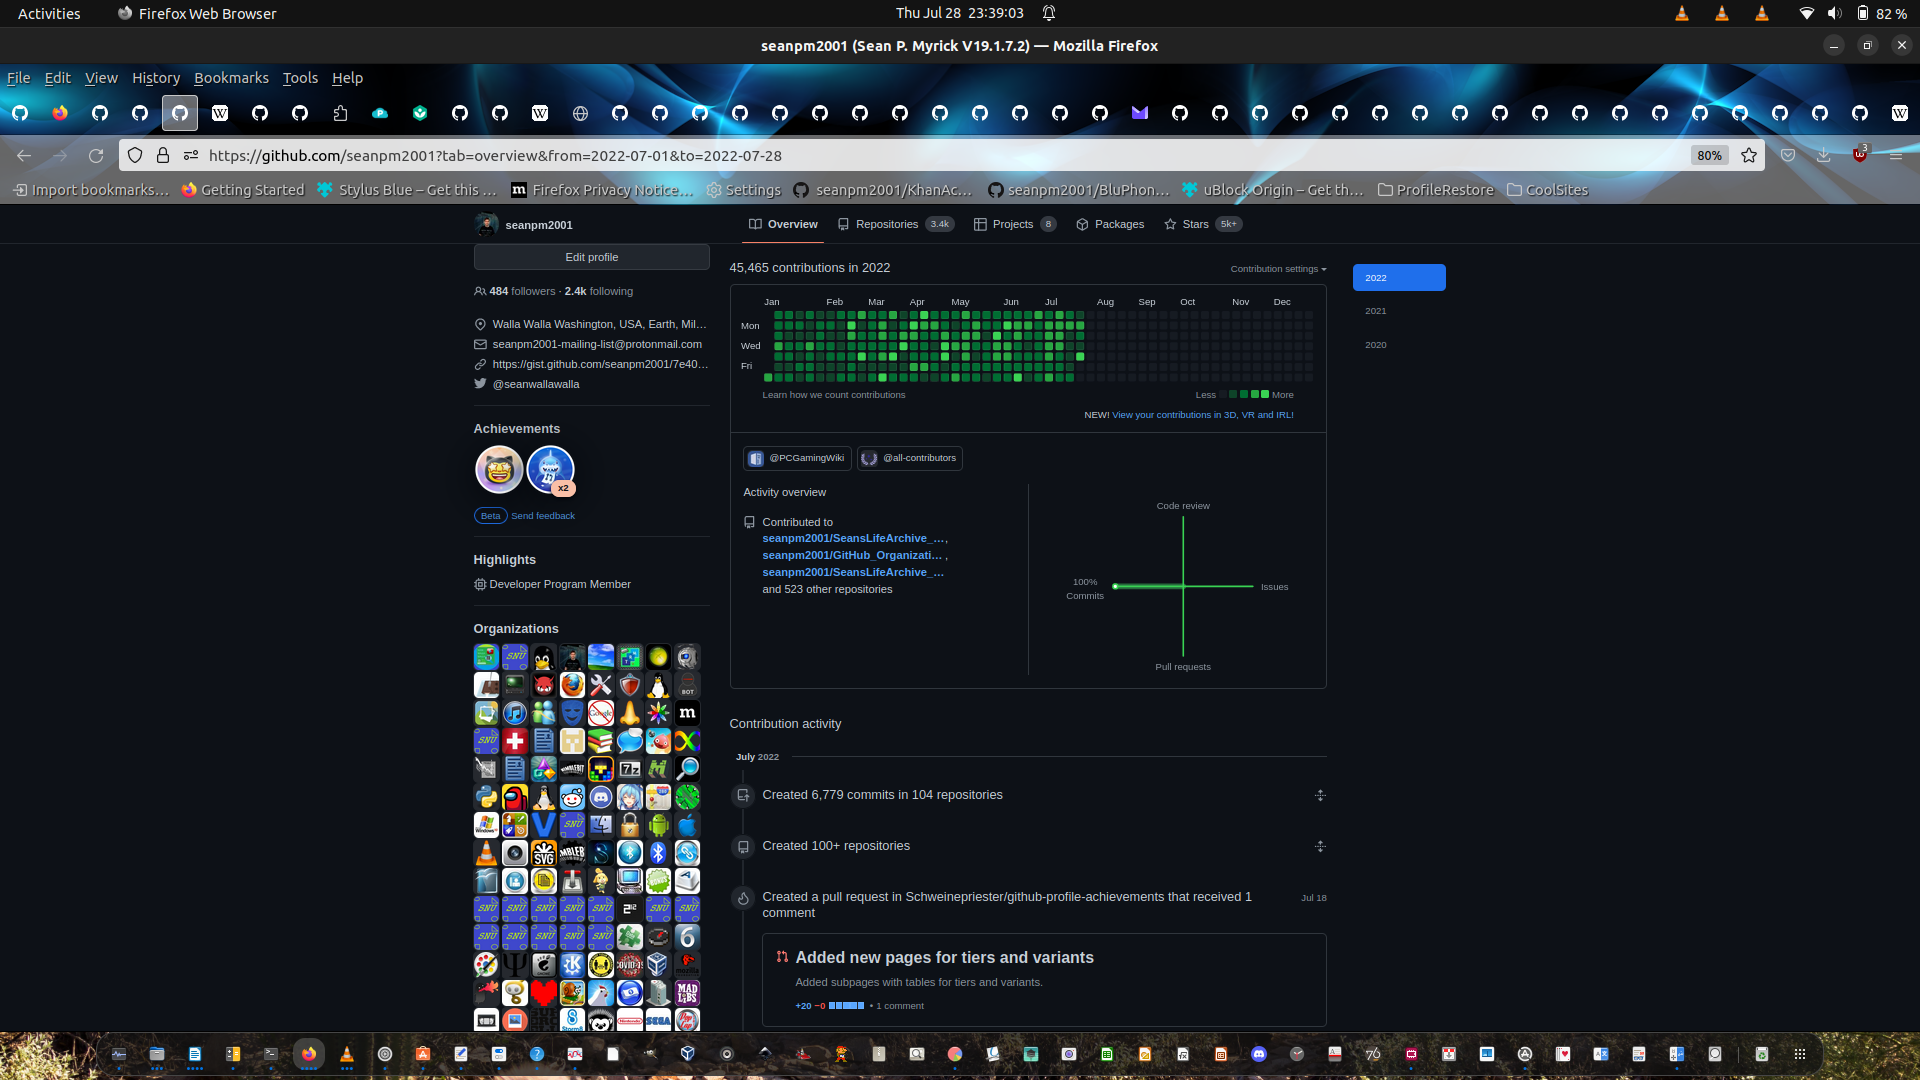 Activities Firefox Web Browser Thu Jul 28 23:39:03 82 %
seanpm2001 (Sean P. Myrick V19.1.7.2) — Mozilla Firefox
File Edit View History Bookmarks Tools Help
https://github.com/seanpm2001?tab=overview&from=2022-07-01&to=2022-07-28 80% 3
Import bookmarks… Getting Started Stylus Blue – Get this … Firefox Privacy Notice… Settings seanpm2001/KhanAc… seanpm2001/BluPhon… uBlock Origin – Get th… ProfileRestore CoolSites
seanpm2001 Overview Repositories 3.4k Projects 8 Packages Stars 5k+
Edit profile
484 followers · 2.4k following
Walla Walla Washington, USA, Earth, Mil…
seanpm2001-mailing-list@protonmail.com
https://gist.github.com/seanpm2001/7e40…
@seanwallawalla
Achievements
x2
Beta Send feedback
Highlights
Developer Program Member
Organizations
45,465 contributions in 2022 Contribution settings
2022
2021
2020
Jan Feb Mar Apr May Jun Jul Aug Sep Oct Nov Dec
Mon
Wed
Fri
Learn how we count contributions Less More
NEW! View your contributions in 3D, VR and IRL!
@PCGamingWiki @all-contributors
Activity overview
Contributed to
seanpm2001/SeansLifeArchive_…,
seanpm2001/GitHub_Organizati… ,
seanpm2001/SeansLifeArchive_…
and 523 other repositories
Code review
100%
Commits
Issues
Pull requests
Contribution activity
July 2022
Created 6,779 commits in 104 repositories
Created 100+ repositories
Created a pull request in Schweinepriester/github-profile-achievements that received 1 Jul 18
comment
Added new pages for tiers and variants
Added subpages with tables for tiers and variants.
+20 −0 • 1 comment